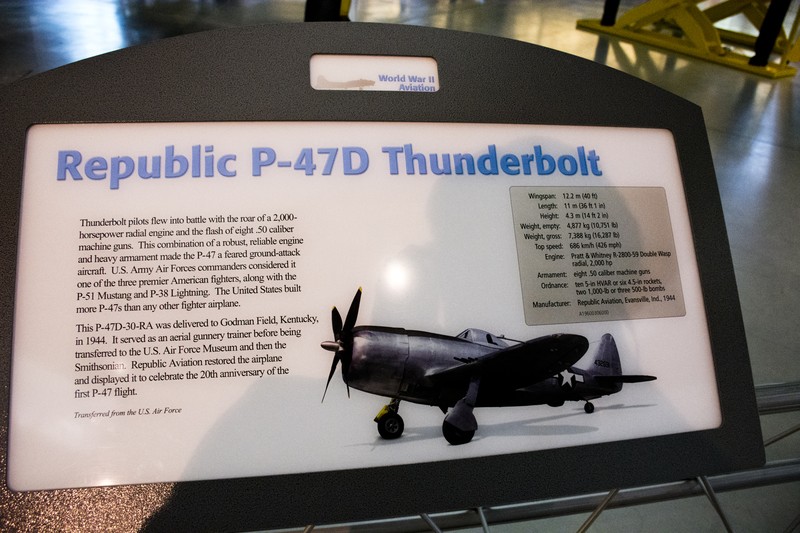 World War II
Aviation
Republic P-47D Thunderbolt
Thunderbolt pilots flew into battle with the roar of a 2,000-
horsepower radial engine and the flash of eight .50 caliber
machine guns. This combination of a robust, reliable engine
and heavy armament made the P-47 a feared ground-attack
aircraft. U.S. Army Air Forces commanders considered it
one of the three premier American fighters, along with the
P-51 Mustang and P-38 Lightning. The United States built
more P-47s than any other fighter airplane.
This P-47D-30-RA was delivered to Godman Field, Kentucky,
in 1944. It served as an aerial gunnery trainer before being
transferred to the U.S. Air Force Museum and then the
Smithsonian. Republic Aviation restored the airplane
and displayed it to celebrate the 20th anniversary of the
first P-47 flight.
Transferred from the U.S. Air Force
Wingspan: 12.2 m (40 ft)
Length: 11 m (36 ft 1 in)
Height: 4.3 m (14 ft 2 in)
Weight, empty: 4,877 kg (10,751 lb)
Weight, gross: 7,388 kg (16,287 lb)
Top speed: 686 km/h (426 mph)
Engine: Pratt & Whitney R-2800-59 Double Wasp
radial, 2,000 hp
Armament: eight .50 caliber machine guns
Ordnance: ten 5-in HVAR or six 4.5-in rockets,
two 1,000-lb or three 500-lb bombs
Manufacturer: Republic Aviation, Evansville, Ind., 1944